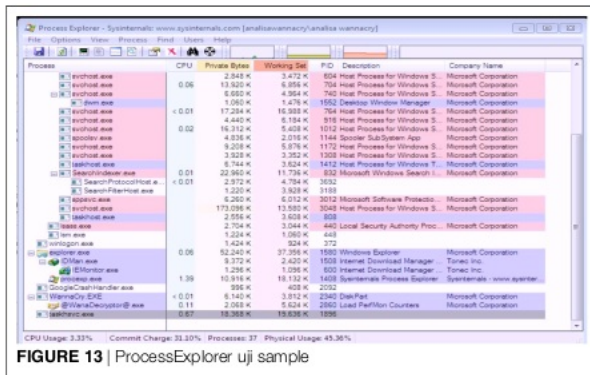 Process Explorer - Sysinternals: www.sysinternals.com [analisawannacry\analisa wannacry]
File Options View Process Find Users Help
Process CPU Private Bytes Working Set PID Description Company Name
svchost.exe 2.848 K 3.472 K 604 Host Process for Windows S... Microsoft Corporation
svchost.exe 0.06 13.920 K 6.856 K 704 Host Process for Windows S... Microsoft Corporation
svchost.exe 6.680 K 4.964 K 740 Host Process for Windows S... Microsoft Corporation
dwm.exe 1.060 K 1.476 K 1552 Desktop Window Manager Microsoft Corporation
svchost.exe < 0.01 17.284 K 16.988 K 764 Host Process for Windows S... Microsoft Corporation
svchost.exe 4.440 K 6.184 K 916 Host Process for Windows S... Microsoft Corporation
svchost.exe 0.02 16.312 K 5.408 K 1012 Host Process for Windows S... Microsoft Corporation
spoolsv.exe 4.836 K 2.016 K 1144 Spooler SubSystem App Microsoft Corporation
svchost.exe 9.208 K 5.876 K 1172 Host Process for Windows S... Microsoft Corporation
svchost.exe 3.928 K 3.352 K 1308 Host Process for Windows S... Microsoft Corporation
taskhost.exe 6.744 K 3.624 K 1412 Host Process for Windows T... Microsoft Corporation
SearchIndexer.exe 0.01 22.960 K 11.736 K 832 Microsoft Windows Search I... Microsoft Corporation
SearchProtocolHost.e... < 0.01 2.972 K 4.784 K 3692
SearchFilterHost.exe 1.220 K 3.928 K 3188
sppsvc.exe 6.260 K 6.012 K 3012 Microsoft Software Protectio... Microsoft Corporation
svchost.exe 173.096 K 13.580 K 3048 Host Process for Windows S... Microsoft Corporation
taskhost.exe 2.556 K 3.608 K 808
lsass.exe 2.704 K 3.044 K 440 Local Security Authority Proc... Microsoft Corporation
lsm.exe 1.224 K 1.060 K 448
winlogon.exe 1.424 K 924 K 372
explorer.exe 0.06 52.240 K 37.356 K 1580 Windows Explorer Microsoft Corporation
IDMan.exe 9.372 K 2.420 K 1508 Internet Download Manager ... Tonec Inc.
IEMonitor.exe 1.296 K 1.096 K 600 Internet Download Manager ... Tonec Inc.
procexp.exe 1.39 10.916 K 18.132 K 1408 Sysinternals Process Explorer Sysinternals - www.sysinter...
GoogleCrashHandler.exe 996 K 408 K 2092
WannaCry.EXE < 0.01 6.140 K 3.812 K 2340 DiskPart Microsoft Corporation
@WanaDecryptor@.exe 0.11 2.068 K 5.624 K 2860 Load PerfMon Counters Microsoft Corporation
taskhsvc.exe 0.67 18.368 K 15.636 K 1896
CPU Usage: 3.33% Commit Charge: 31.10% Processes: 37 Physical Usage: 45.36%
FIGURE 13 | ProcessExplorer uji sample